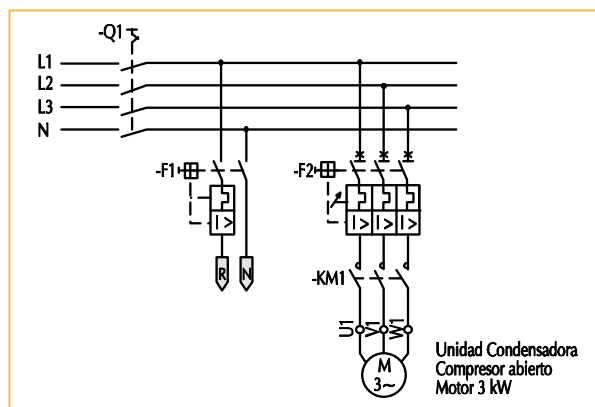 -Q1
L1
L2
L3
N
-F1
-F2
I >
I > I > I >
R N
-KM1
U1 V1 W1
M
3~
Unidad Condensadora
Compresor abierto
Motor 3 kW